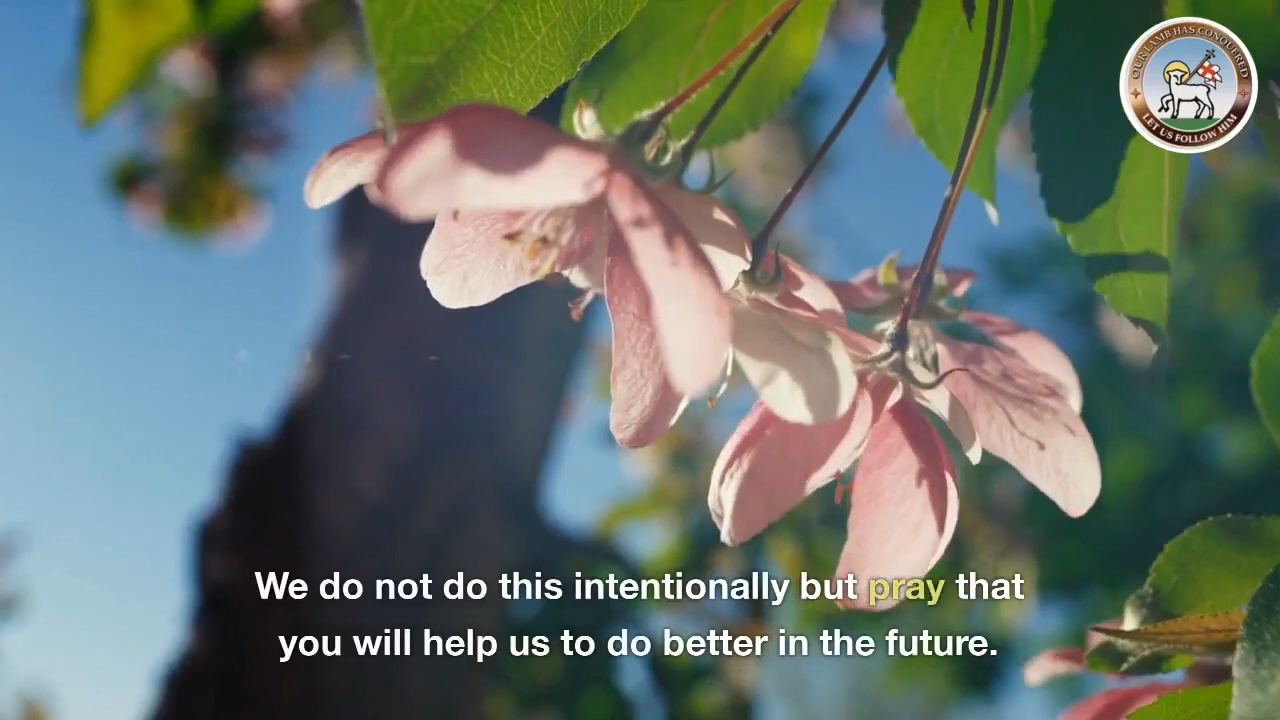 OUR LAMB HAS CONQUERED
LET US FOLLOW HIM
We do not do this intentionally but pray that
you will help us to do better in the future.